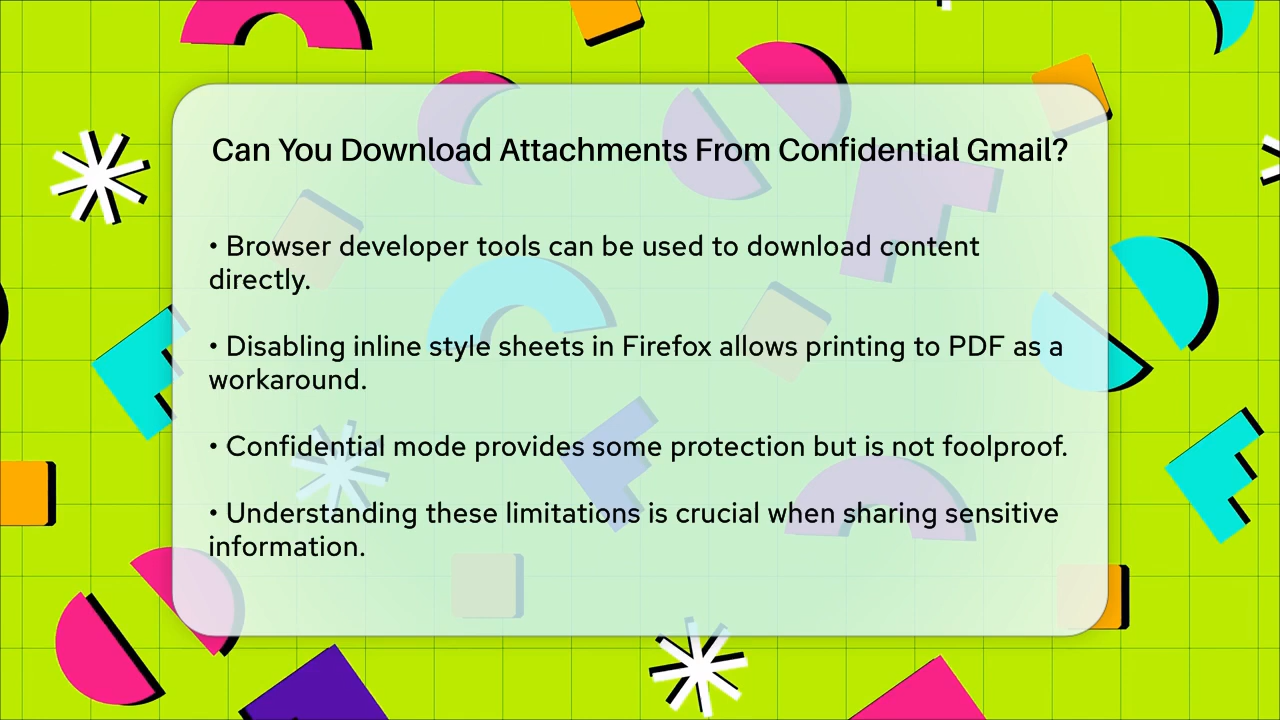 Can You Download Attachments From Confidential Gmail?
• Browser developer tools can be used to download content
directly.
• Disabling inline style sheets in Firefox allows printing to PDF as a
workaround.
• Confidential mode provides some protection but is not foolproof.
• Understanding these limitations is crucial when sharing sensitive
information.